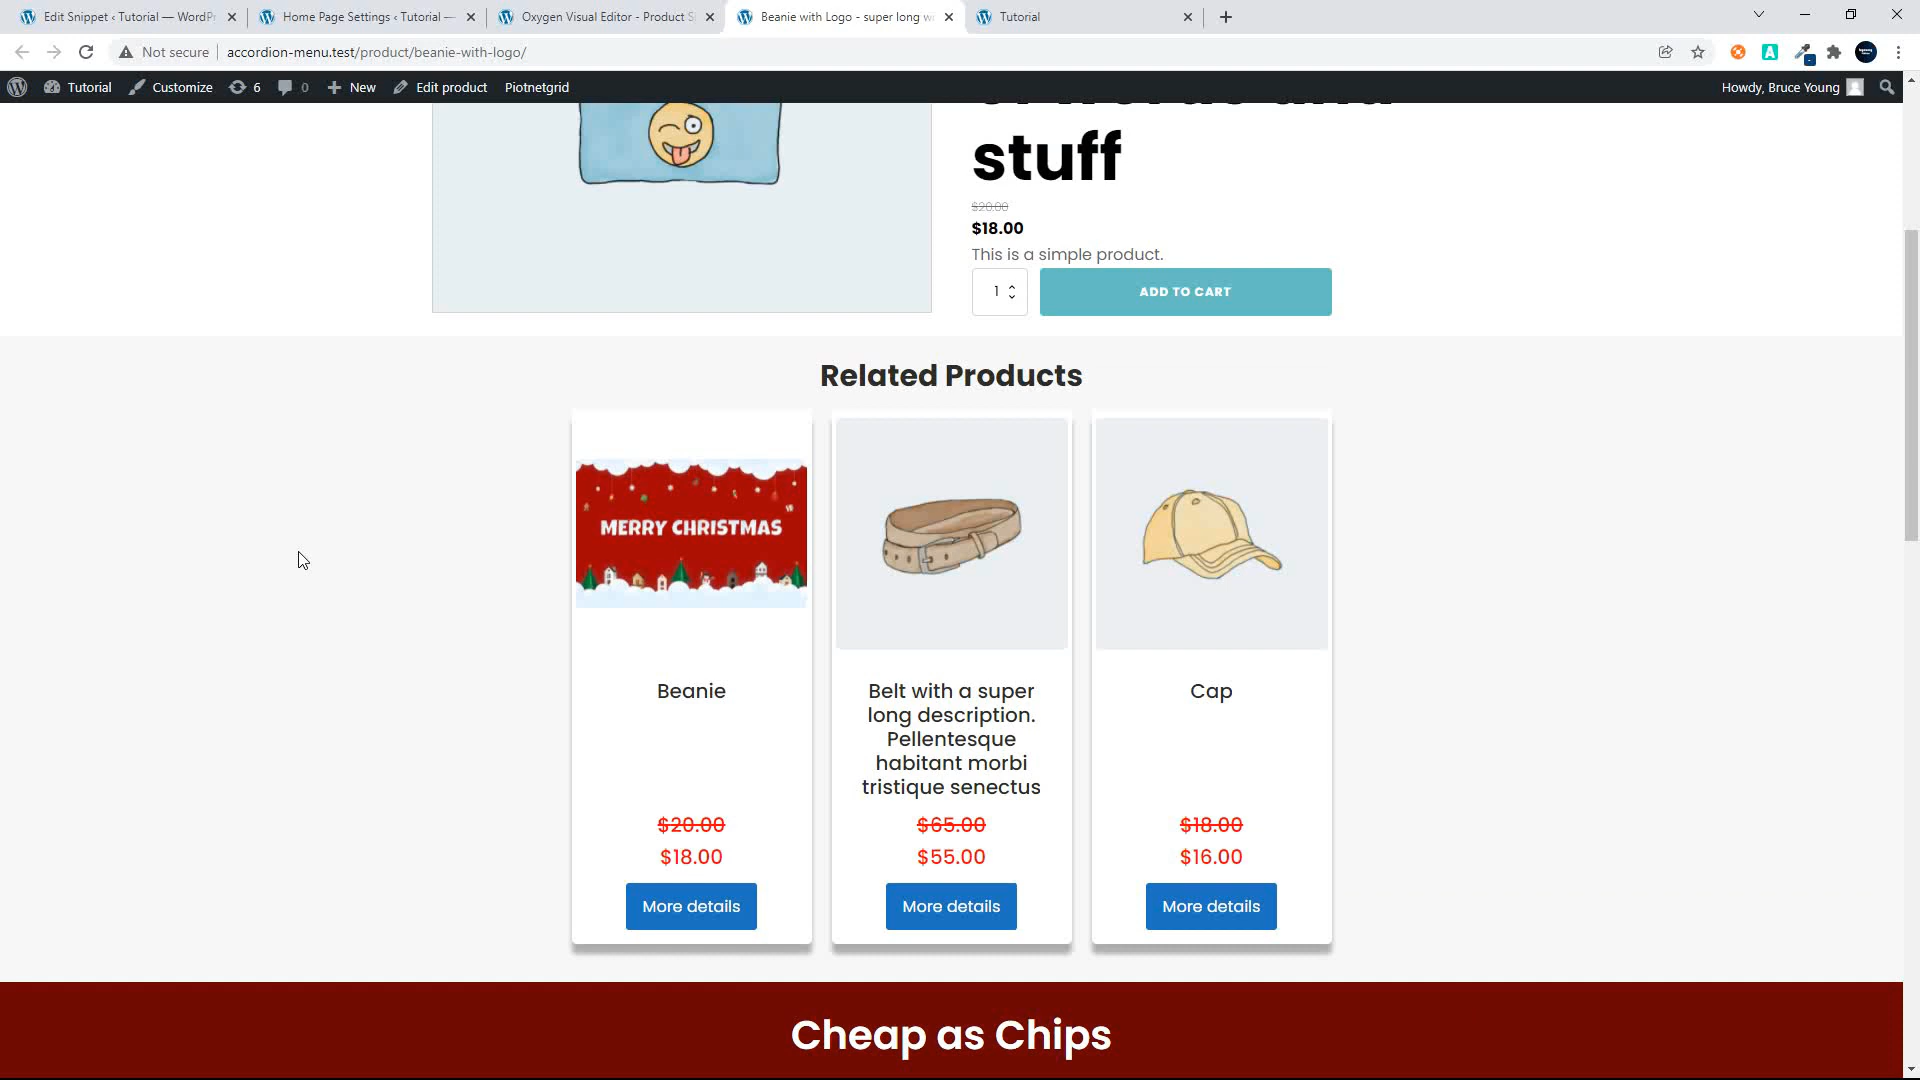 Edit Snippet ‹ Tutorial — WordPr
Home Page Settings ‹ Tutorial —
Oxygen Visual Editor - Product S
Beanie with Logo - super long w
Tutorial
Not secure
accordion-menu.test/product/beanie-with-logo/
Tutorial
Customize
6
0
New
Edit product
Piotnetgrid
Howdy, Bruce Young
of words and
stuff
$20.00
$18.00
This is a simple product.
1
ADD TO CART
Related Products
MERRY CHRISTMAS
Beanie
$20.00
$18.00
More details
Belt with a super
long description.
Pellentesque
habitant morbi
tristique senectus
$65.00
$55.00
More details
Cap
$18.00
$16.00
More details
Cheap as Chips